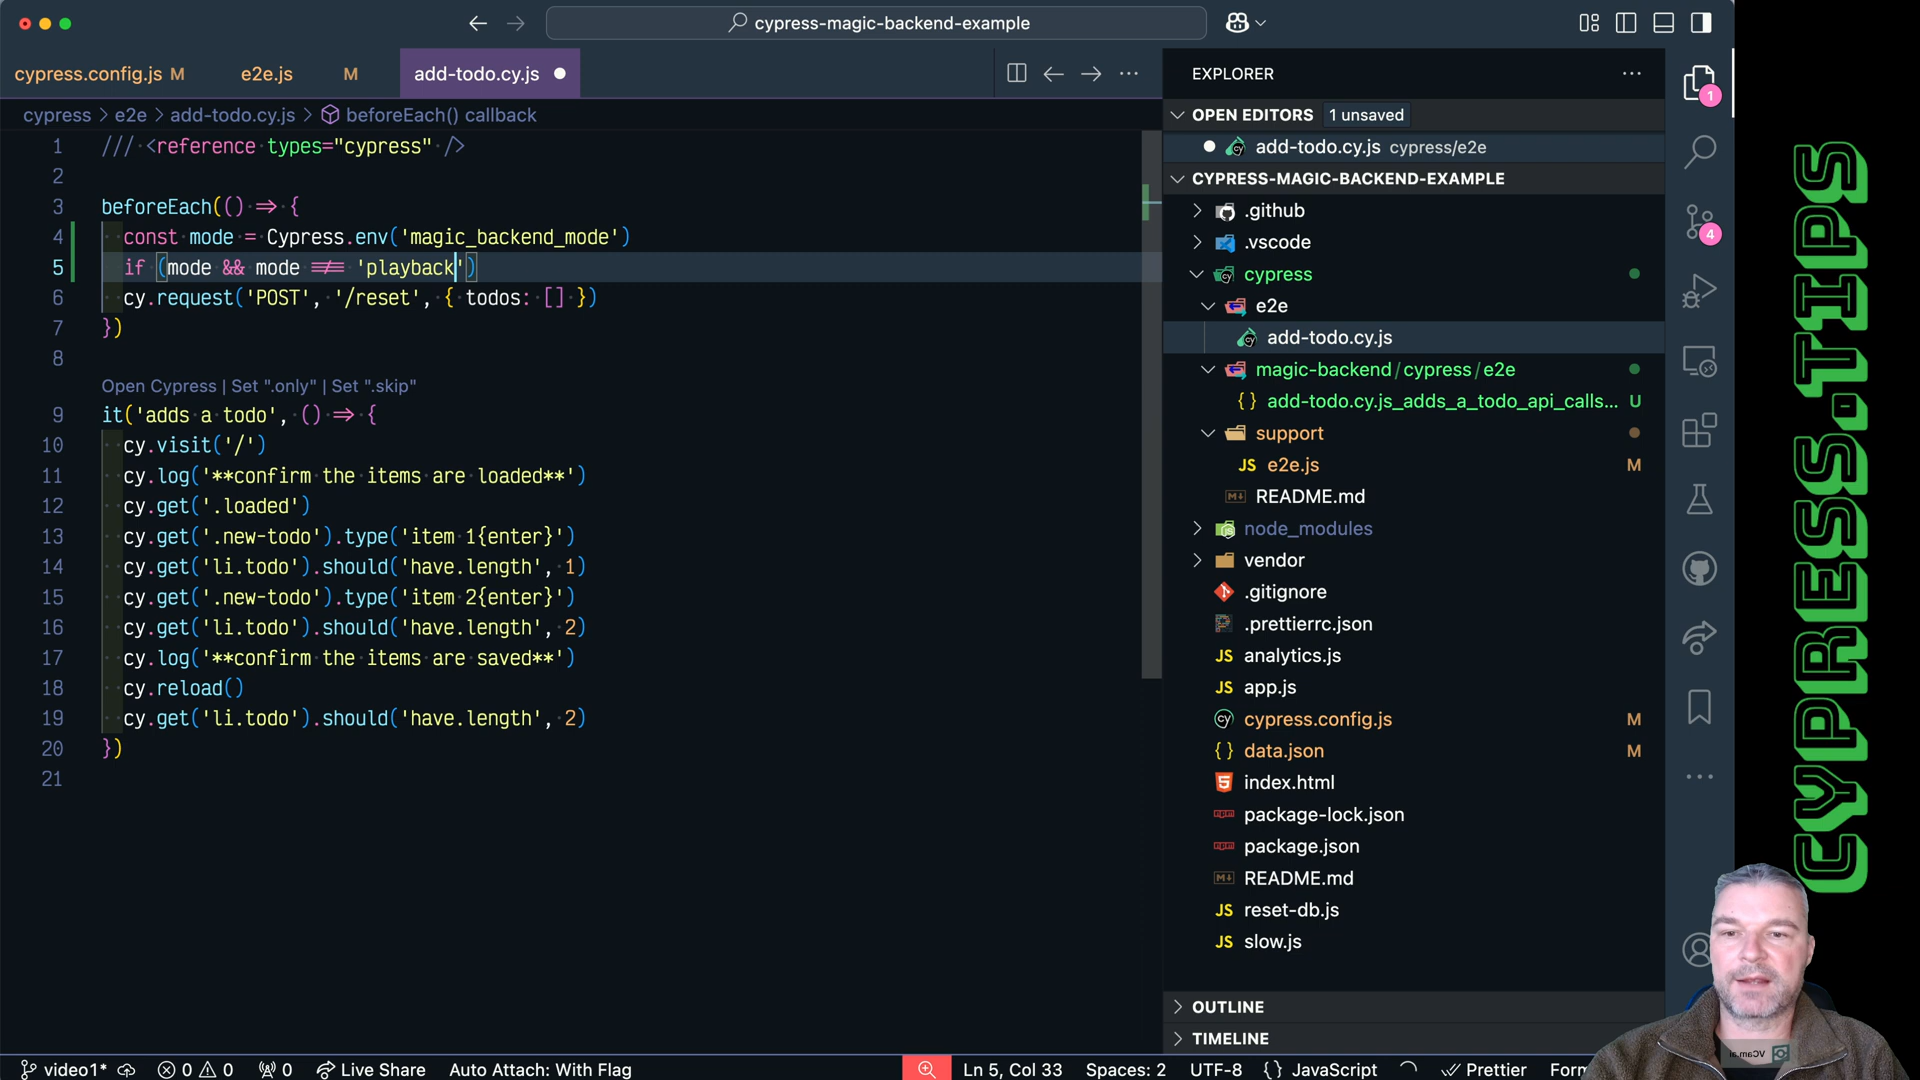 cypress-magic-backend-example
cypress.config.js M
e2e.js M
add-todo.cy.js
cypress > e2e > add-todo.cy.js > beforeEach() callback
1 /// <reference types="cypress" />
2
3 beforeEach(() => {
4 const mode = Cypress.env('magic_backend_mode')
5 if (mode && mode !== 'playback')
6 cy.request('POST', '/reset', { todos: [] })
7 })
8
Open Cypress | Set ".only" | Set ".skip"
9 it('adds a todo', () => {
10 cy.visit('/')
11 cy.log('**confirm the items are loaded**')
12 cy.get('.loaded')
13 cy.get('.new-todo').type('item 1{enter}')
14 cy.get('li.todo').should('have.length', 1)
15 cy.get('.new-todo').type('item 2{enter}')
16 cy.get('li.todo').should('have.length', 2)
17 cy.log('**confirm the items are saved**')
18 cy.reload()
19 cy.get('li.todo').should('have.length', 2)
20 })
21
EXPLORER
OPEN EDITORS 1 unsaved
add-todo.cy.js cypress/e2e
CYPRESS-MAGIC-BACKEND-EXAMPLE
.github
.vscode
cypress
e2e
add-todo.cy.js
magic-backend/cypress/e2e
{} add-todo.cy.js_adds_a_todo_api_calls... U
support
JS e2e.js M
README.md
node_modules
vendor
.gitignore
.prettierrc.json
JS analytics.js
JS app.js
cypress.config.js M
{} data.json M
index.html
package-lock.json
package.json
README.md
JS reset-db.js
JS slow.js
OUTLINE
TIMELINE
1
4
CYPRESS.TIPS
VCam.ai
video1* 0 0 0 Live Share Auto Attach: With Flag Ln 5, Col 33 Spaces: 2 UTF-8 {} JavaScript Prettier Form